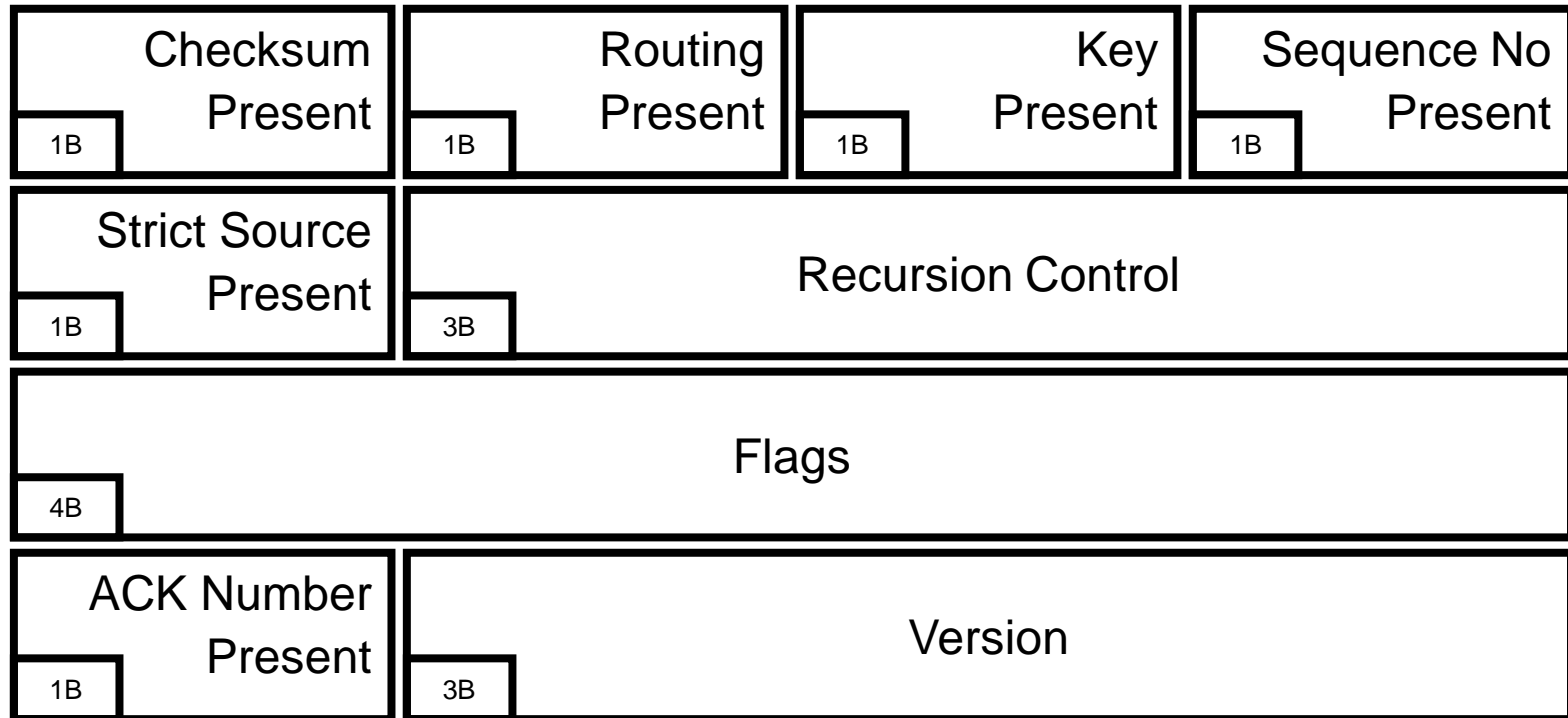 Checksum
Present
1B
Routing
Present
1B
Key
Present
1B
Sequence No
Present
1B
Strict Source
Present
1B
Recursion Control
3B
Flags
4B
ACK Number
Present
1B
Version
3B